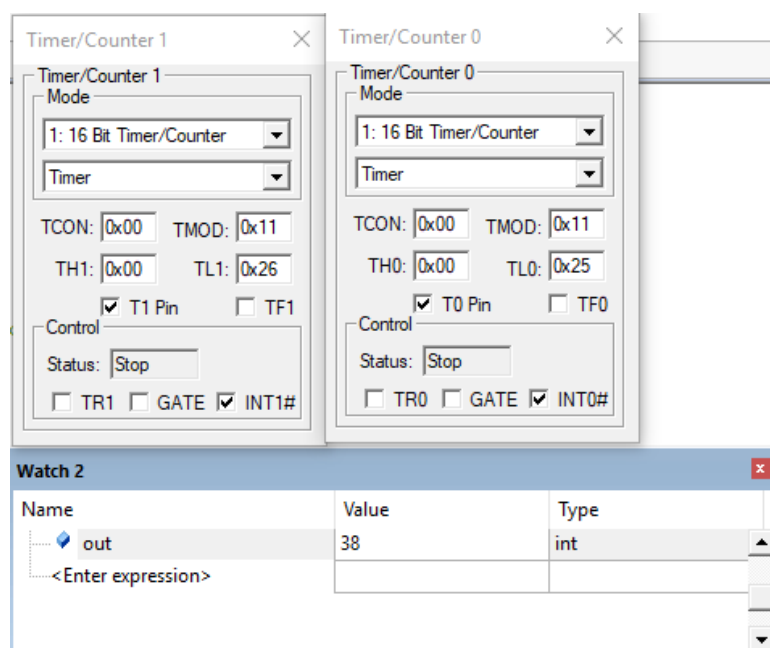 Timer/Counter 1
Timer/Counter 1
Mode
1: 16 Bit Timer/Counter
Timer
TCON: 0x00 TMOD: 0x11
TH1: 0x00 TL1: 0x26
T1 Pin TF1
Control
Status: Stop
TR1 GATE INT1#
Timer/Counter 0
Timer/Counter 0
Mode
1: 16 Bit Timer/Counter
Timer
TCON: 0x00 TMOD: 0x11
TH0: 0x00 TL0: 0x25
T0 Pin TF0
Control
Status: Stop
TR0 GATE INT0#
Watch 2
Name Value Type
out 38 int
<Enter expression>